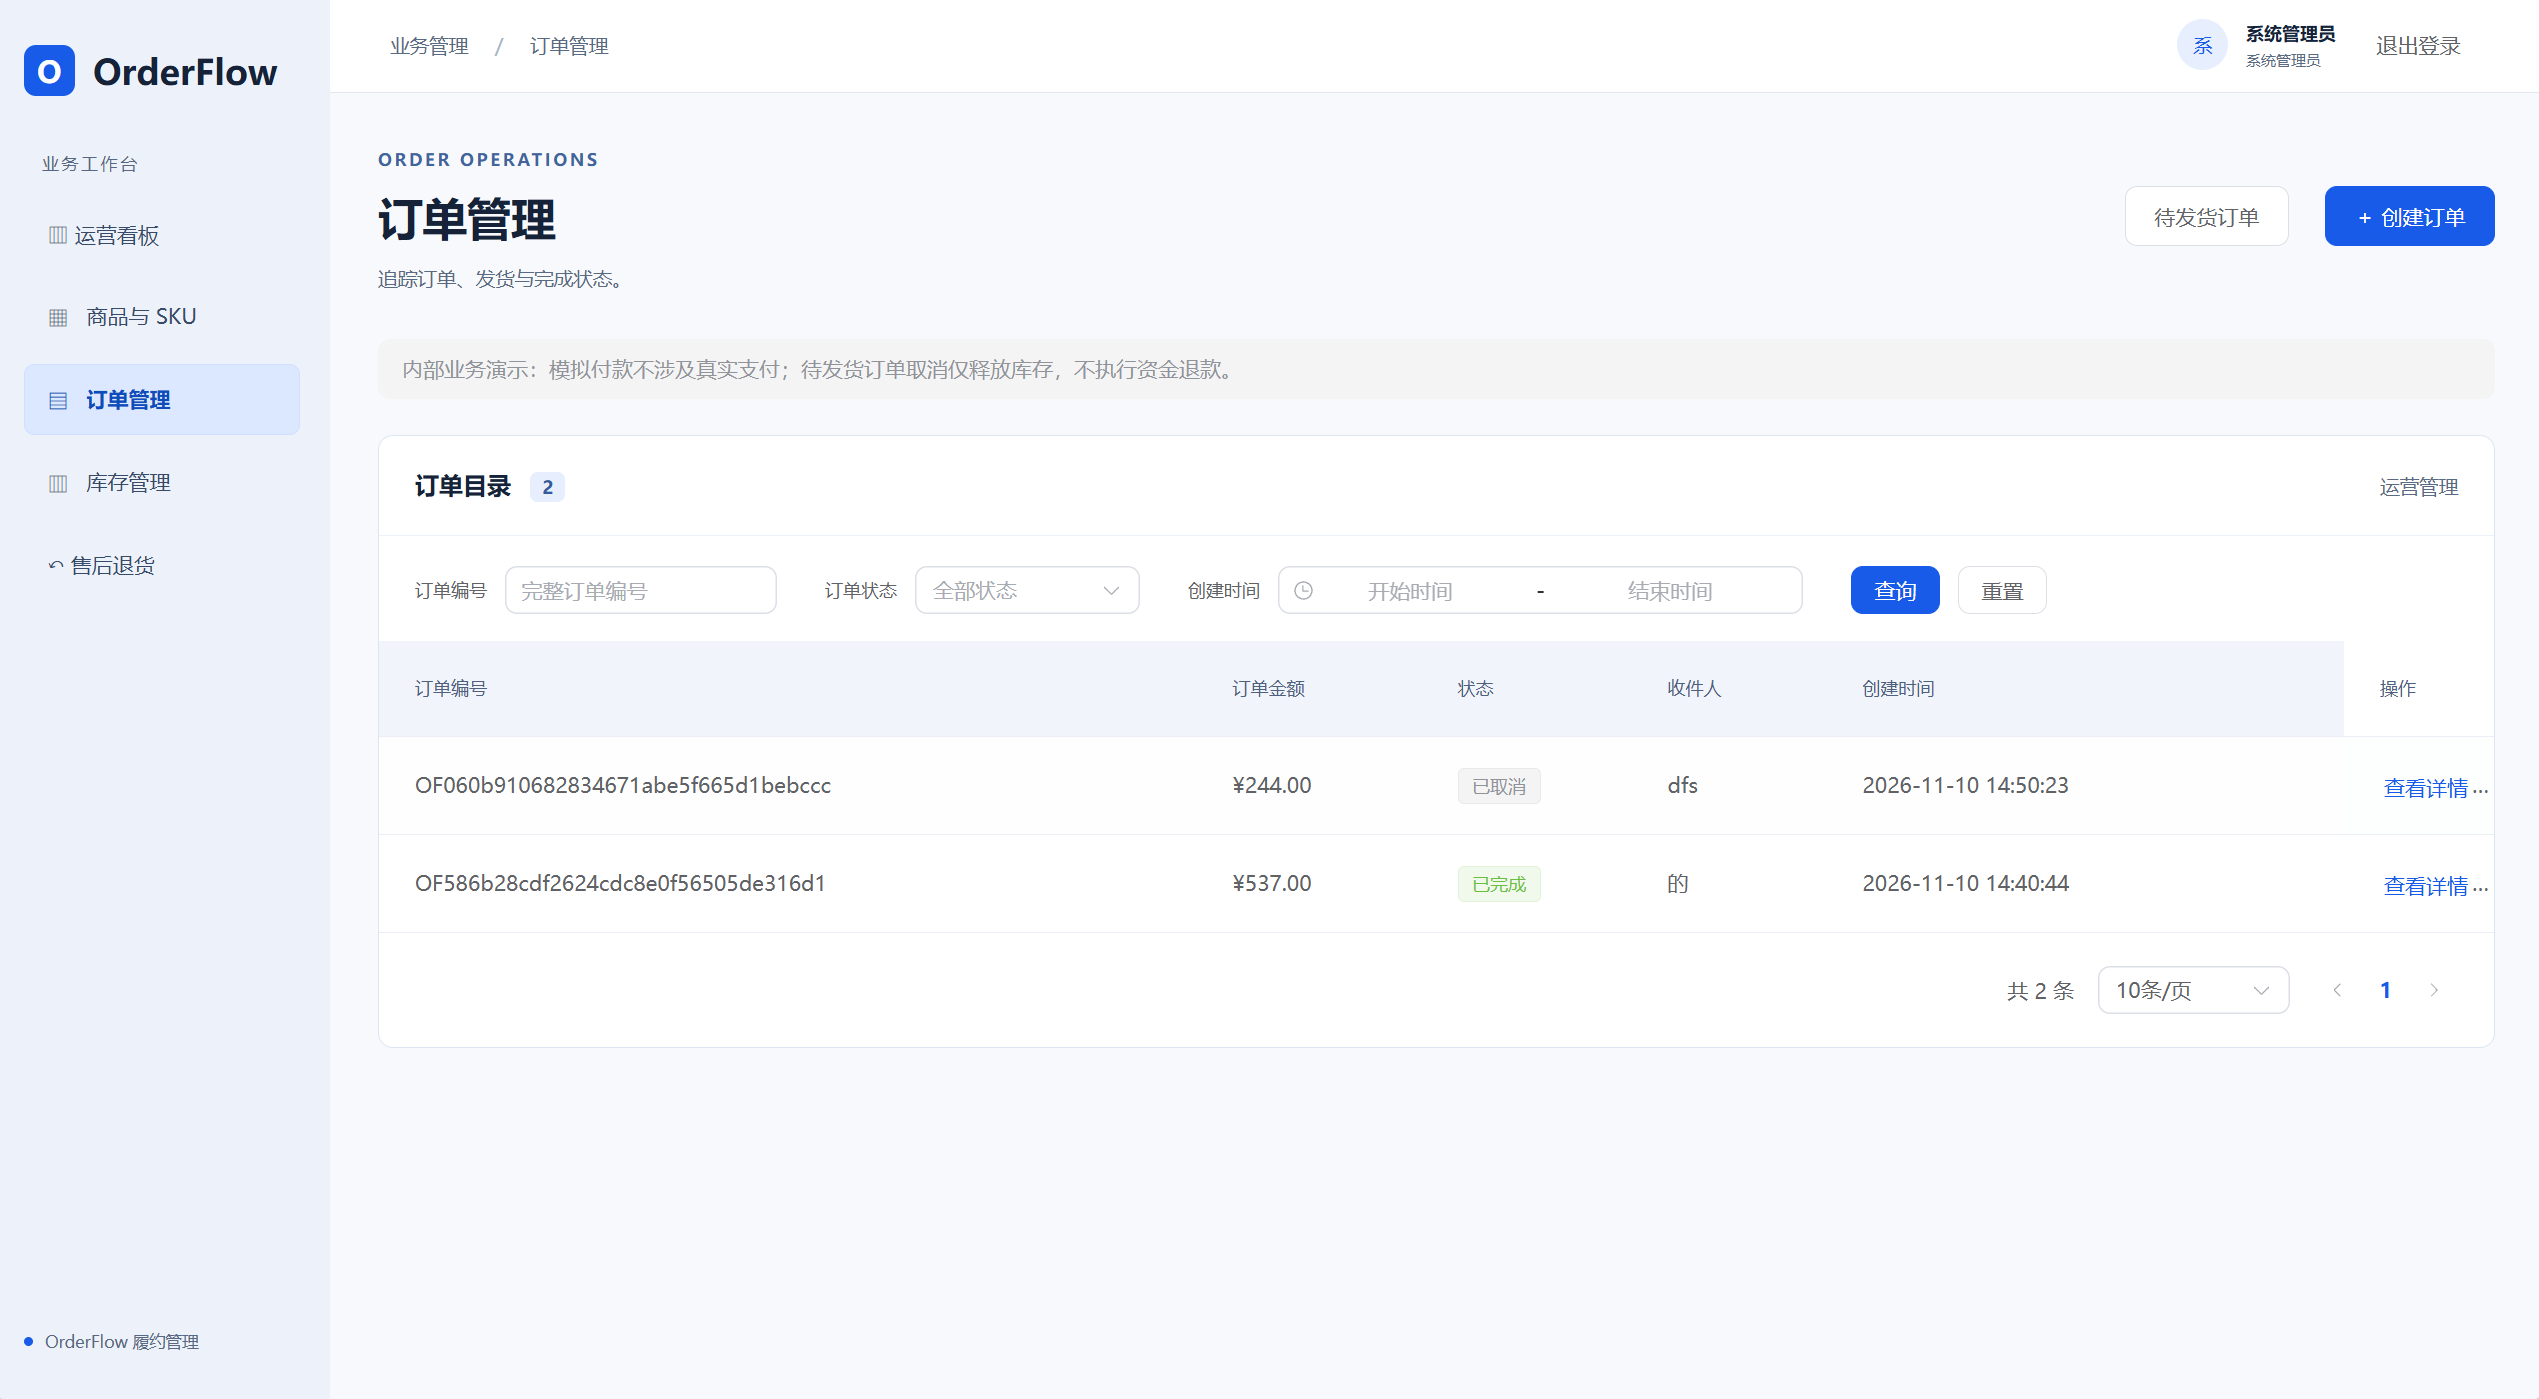 O OrderFlow
业务工作台
运营看板
商品与 SKU
订单管理
库存管理
售后退货
OrderFlow 履约管理
业务管理 / 订单管理
系 系统管理员
系统管理员
退出登录
ORDER OPERATIONS
订单管理
追踪订单、发货与完成状态。
待发货订单
+ 创建订单
内部业务演示：模拟付款不涉及真实支付；待发货订单取消仅释放库存，不执行资金退款。
订单目录 2
运营管理
订单编号 完整订单编号 订单状态 全部状态 创建时间 开始时间 - 结束时间 查询 重置
订单编号 订单金额 状态 收件人 创建时间 操作
OF060b910682834671abe5f665d1bebccc ¥244.00 已取消 dfs 2026-11-10 14:50:23 查看详情...
OF586b28cdf2624cdc8e0f56505de316d1 ¥537.00 已完成 的 2026-11-10 14:40:44 查看详情...
共 2 条 10条/页 1